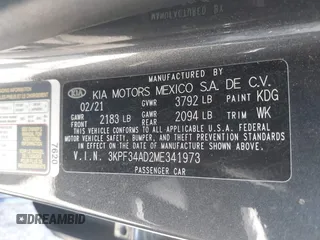 MANUFACTURED BY
KIA KIA MOTORS MEXICO S.A. DE C.V.
02/21 GVWR 3792 LB PAINT KDG
GAWR FRONT 2183 LB GAWR REAR 2094 LB TRIM WK
THIS VEHICLE CONFORMS TO ALL APPLICABLE U.S.A. FEDERAL
MOTOR VEHICLE SAFETY, BUMPER, AND THEFT PREVENTION
STANDARDS IN EFFECT ON THE DATE OF MANUFACTURE SHOWN ABOVE.
V.I.N. 3KPF34AD2ME341973
PASSENGER CAR
7620
© DREAMBID